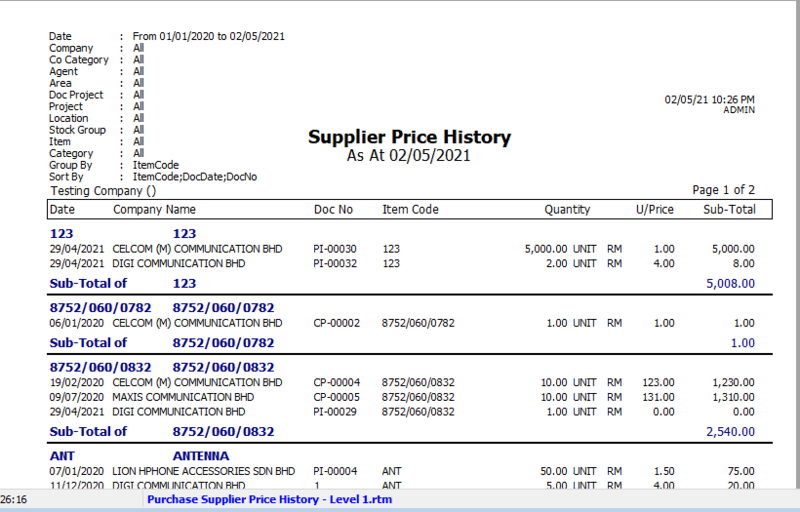 Date : From 01/01/2020 to 02/05/2021
Company : All
Co Category : All
Agent : All
Area : All
Doc Project : All
Project : All
Location : All
Stock Group : All
Item : All
Category : All
Group By : ItemCode
Sort By : ItemCode;DocDate;DocNo
02/05/21 10:26 PM
ADMIN
Supplier Price History
As At 02/05/2021
Testing Company () Page 1 of 2
Date Company Name Doc No Item Code Quantity U/Price Sub-Total
123 123
29/04/2021 CELCOM (M) COMMUNICATION BHD PI-00030 123 5,000.00 UNIT RM 1.00 5,000.00
29/04/2021 DIGI COMMUNICATION BHD PI-00032 123 2.00 UNIT RM 4.00 8.00
Sub-Total of 123 5,008.00
8752/060/0782 8752/060/0782
06/01/2020 CELCOM (M) COMMUNICATION BHD CP-00002 8752/060/0782 1.00 UNIT RM 1.00 1.00
Sub-Total of 8752/060/0782 1.00
8752/060/0832 8752/060/0832
19/02/2020 CELCOM (M) COMMUNICATION BHD CP-00004 8752/060/0832 10.00 UNIT RM 123.00 1,230.00
09/07/2020 MAXIS COMMUNICATION BHD CP-00005 8752/060/0832 10.00 UNIT RM 131.00 1,310.00
29/04/2021 DIGI COMMUNICATION BHD PI-00029 8752/060/0832 1.00 UNIT RM 0.00 0.00
Sub-Total of 8752/060/0832 2,540.00
ANT ANTENNA
07/01/2020 LION HPHONE ACCESSORIES SDN BHD PI-00004 ANT 50.00 UNIT RM 1.50 75.00
11/12/2020 DIGI COMMUNICATION BHD 1 ANT 5.00 UNIT RM 4.00 20.00
26:16 Purchase Supplier Price History - Level 1.rtm